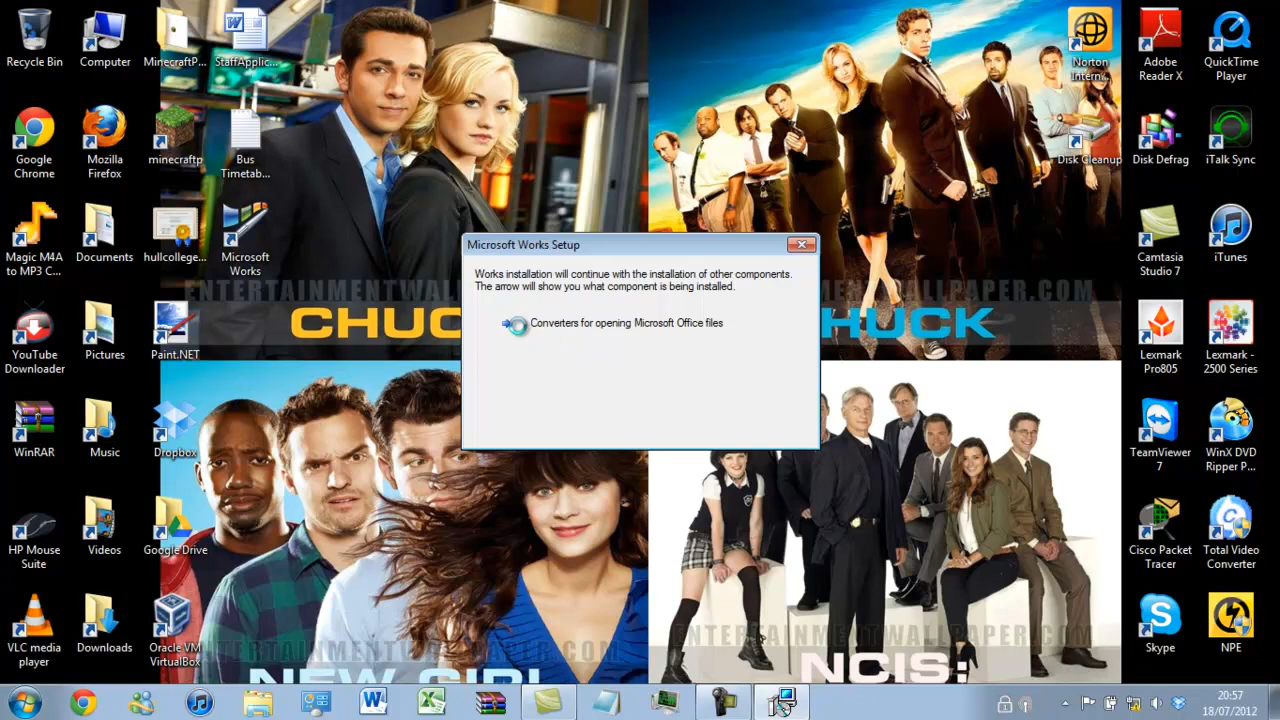 Recycle Bin
Computer
MinecraftP...
StaffApplic...
Norton
Intern...
Adobe
Reader X
QuickTime
Player
Google
Chrome
Mozilla
Firefox
minecraftp
Bus
Timetab...
Disk Cleanup
Disk Defrag
iTalk Sync
Magic M4A
to MP3 C...
Documents
hullcollege...
Microsoft
Works
Camtasia
Studio 7
iTunes
Microsoft Works Setup
Works installation will continue with the installation of other components.
The arrow will show you what component is being installed.
Converters for opening Microsoft Office files
ENTERTAINMENTWALL
ER.COM
CHUC
HUCK
YouTube
Downloader
Pictures
Paint.NET
Lexmark
Pro805
Lexmark -
2500 Series
WinRAR
Music
Dropbox
TeamViewer
7
WinX DVD
Ripper P...
HP Mouse
Suite
Videos
Google Drive
Cisco Packet
Tracer
Total Video
Converter
VLC media
player
Downloads
Oracle VM
VirtualBox
ENTERTAINMENTWALLPAPER.COM
ENTERTAINMENTWALLPAPER.COM
NEW GIRL
NCIS:
Skype
NPE
20:57
18/07/2012